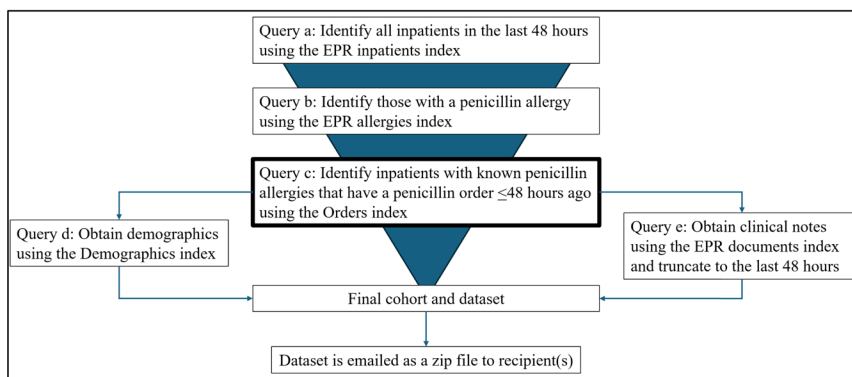 Query a: Identify all inpatients in the last 48 hours
using the EPR inpatients index
Query b: Identify those with a penicillin allergy
using the EPR allergies index
Query c: Identify inpatients with known penicillin
allergies that have a penicillin order ≤48 hours ago
using the Orders index
Query d: Obtain demographics
using the Demographics index
Query e: Obtain clinical notes
using the EPR documents index
and truncate to the last 48 hours
Final cohort and dataset
Dataset is emailed as a zip file to recipient(s)